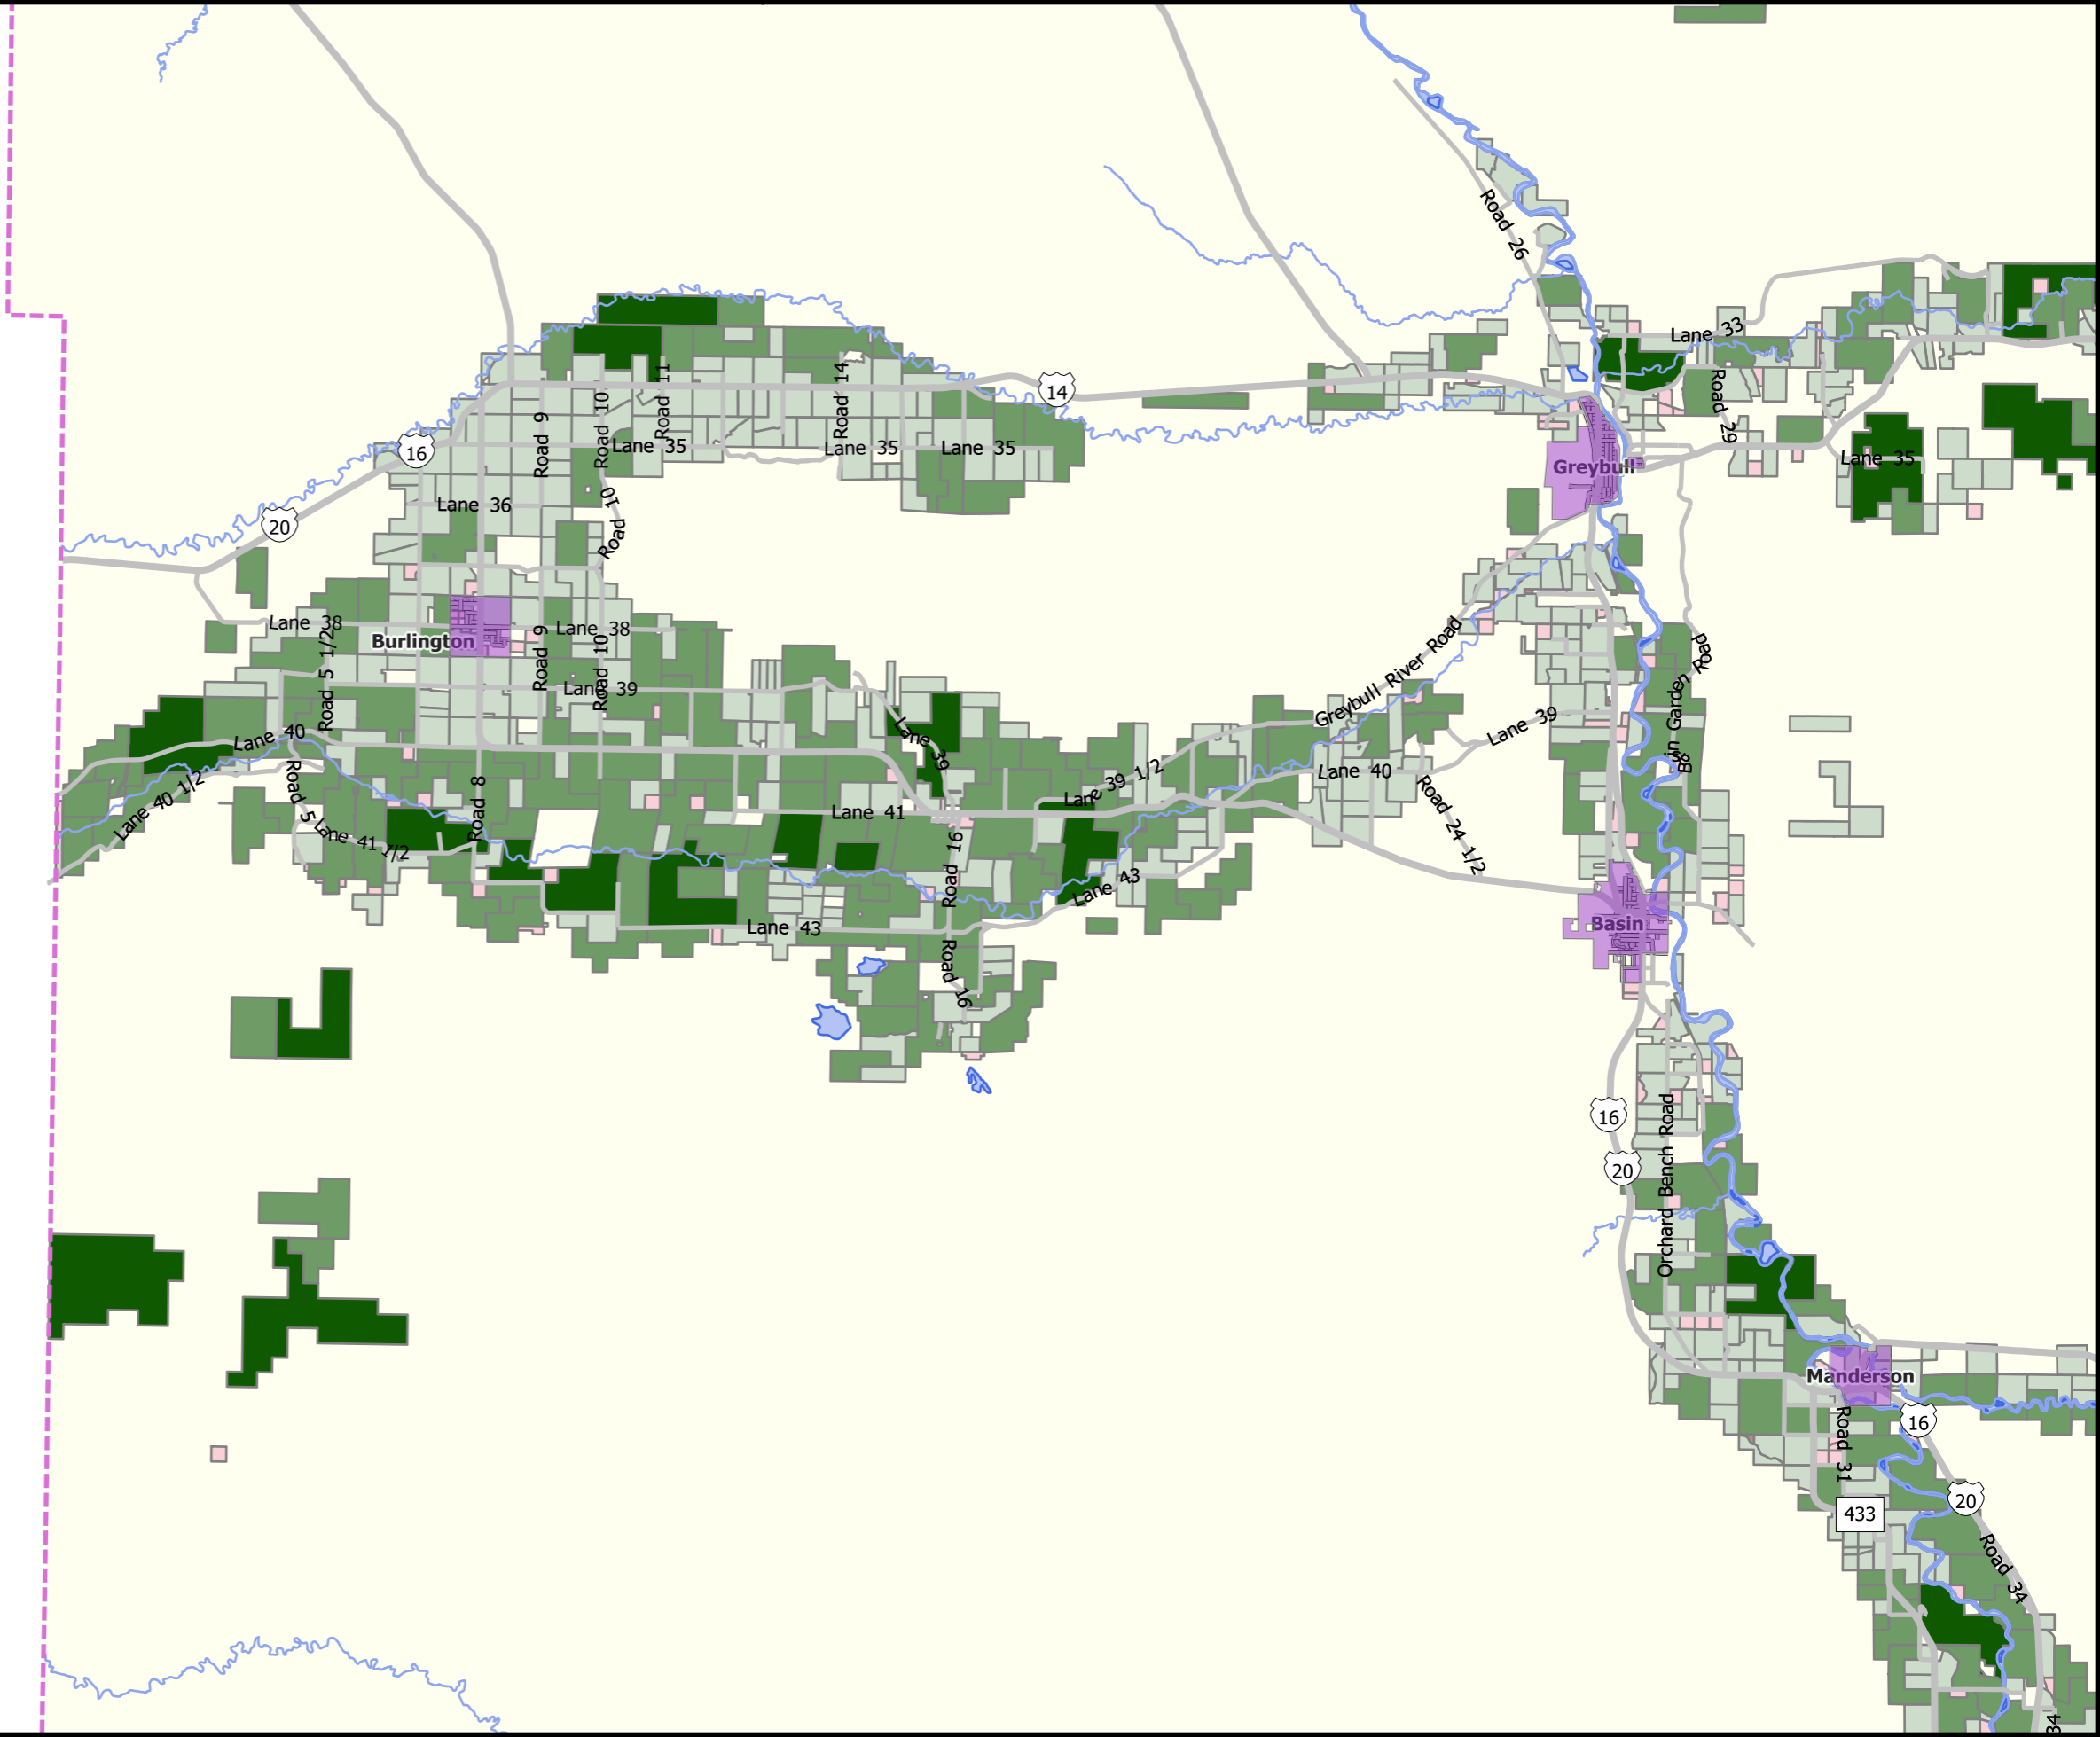 Road 26
Lane 33
14
Road 11
Road 14
Road 10
Road 9
Road 29
16
Lane 35
Lane 35
Lane 35
Lane 35
Greybull
Lane 36
20
Road 10
Lane 38
Lane 38
Burlington
Road 5 1/2
Road 9
Road 10
Greybull River Road
Basin Garden Road
Lane 39
Lane 39
Lane 39
Lane 40
Lane 40 1/2
Road 5
Lane 39 1/2
Lane 40
Road 8
Lane 41
Road 24 1/2
Lane 41 1/2
Road 16
Lane 43
Lane 43
Basin
Road 16
16
Orchard Bench Road
20
Manderson
Road 31
16
20
433
Road 34
34